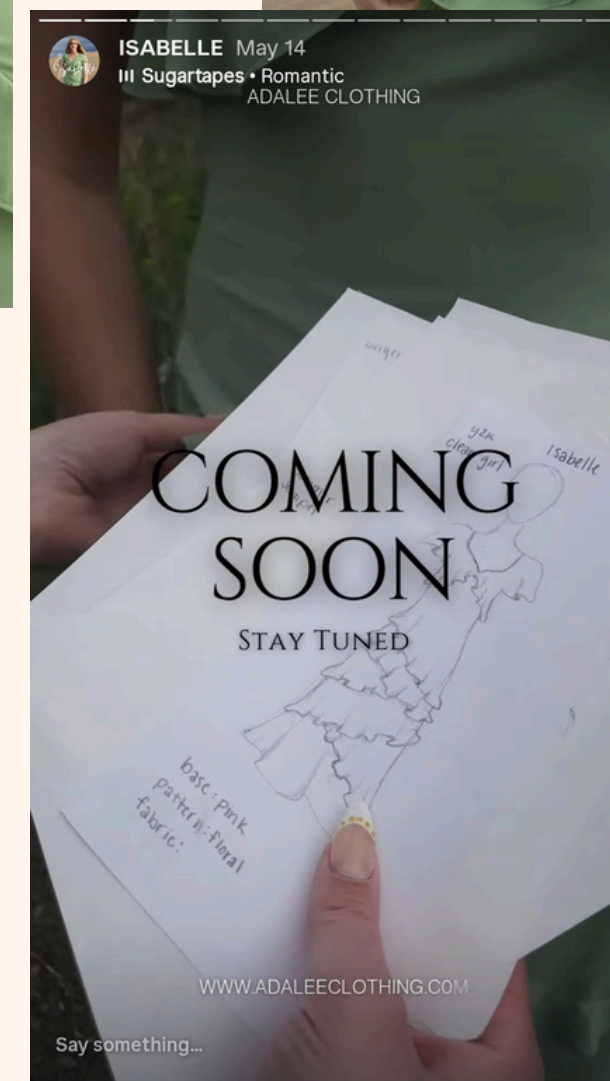 ISABELLE May 14
Sugartapes • Romantic
ADALEE CLOTHING
y2k
clean girl
Isabelle
COMING
SOON
STAY TUNED
base: pink
pattern: floral
fabric:
WWW.ADALEECLOTHING.COM
Say something...